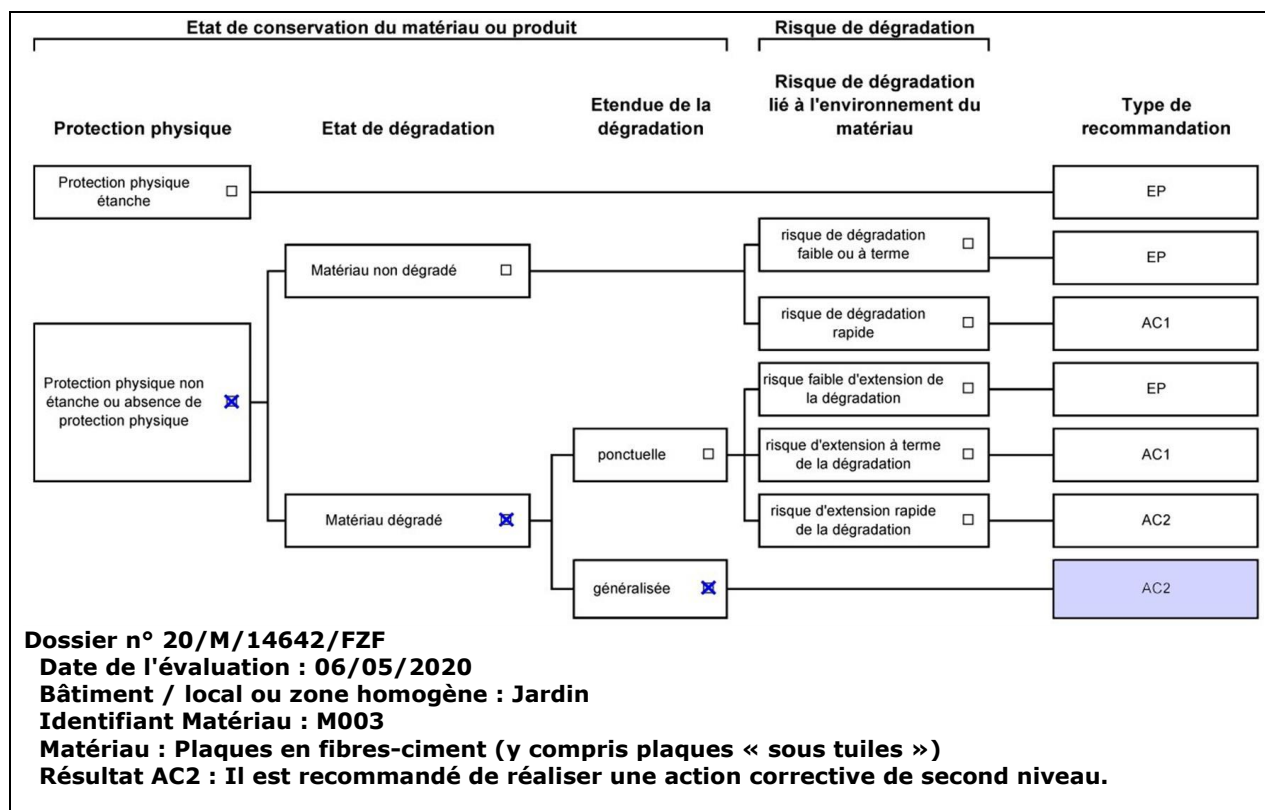 Etat de conservation du matériau ou produit
Risque de dégradation
Protection physique
Etat de dégradation
Etendue de la
dégradation
Risque de dégradation
lié à l'environnement du
matériau
Type de
recommandation
Protection physique
étanche
EP
Matériau non dégradé
risque de dégradation
faible ou à terme
EP
risque de dégradation
rapide
AC1
Protection physique non
étanche ou absence de
protection physique
risque faible d'extension de
la dégradation
EP
ponctuelle
risque d'extension à terme
de la dégradation
AC1
Matériau dégradé
risque d'extension rapide
de la dégradation
AC2
généralisée
AC2
Dossier n° 20/M/14642/FZF
Date de l'évaluation : 06/05/2020
Bâtiment / local ou zone homogène : Jardin
Identifiant Matériau : M003
Matériau : Plaques en fibres-ciment (y compris plaques « sous tuiles »)
Résultat AC2 : Il est recommandé de réaliser une action corrective de second niveau.